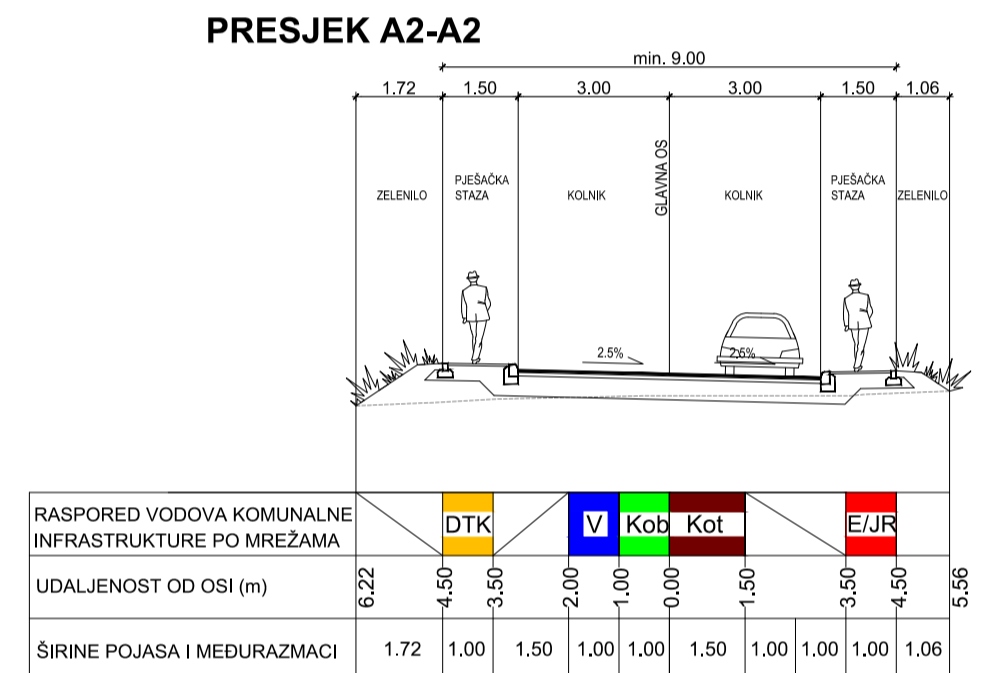 PRESJEK A2-A2
min. 9.00
1.72 1.50 3.00 3.00 1.50 1.06
ZELENILO
PJEŠAČKA
STAZA
KOLNIK
GLAVNA OS
KOLNIK
PJEŠAČKA
STAZA
ZELENILO
2.5% 2.5%
RASPORED VODOVA KOMUNALNE
INFRASTRUKTURE PO MREŽAMA
DTK V Kob Kot E/JR
UDALJENOST OD OSI (m) 6.22 4.50 3.50 2.00 1.00 0.00 1.50 3.50 4.50 5.56
ŠIRINE POJASA I MEĐURAZMACI 1.72 1.00 1.50 1.00 1.00 1.50 1.00 1.00 1.00 1.06